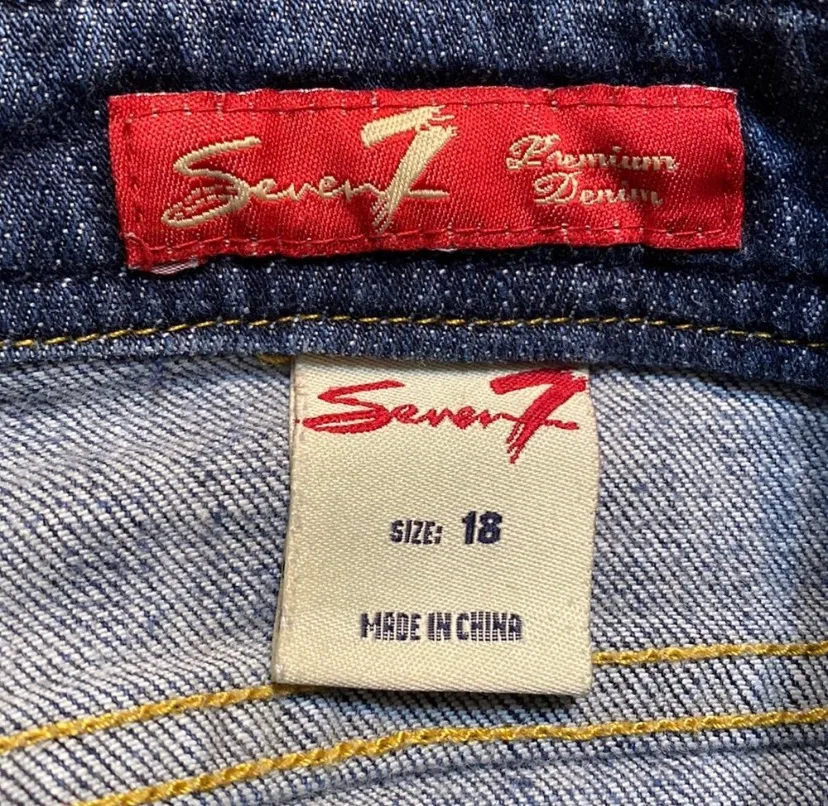 Seven7 Premium
Denim
Seven7
SIZE: 18
MADE IN CHINA